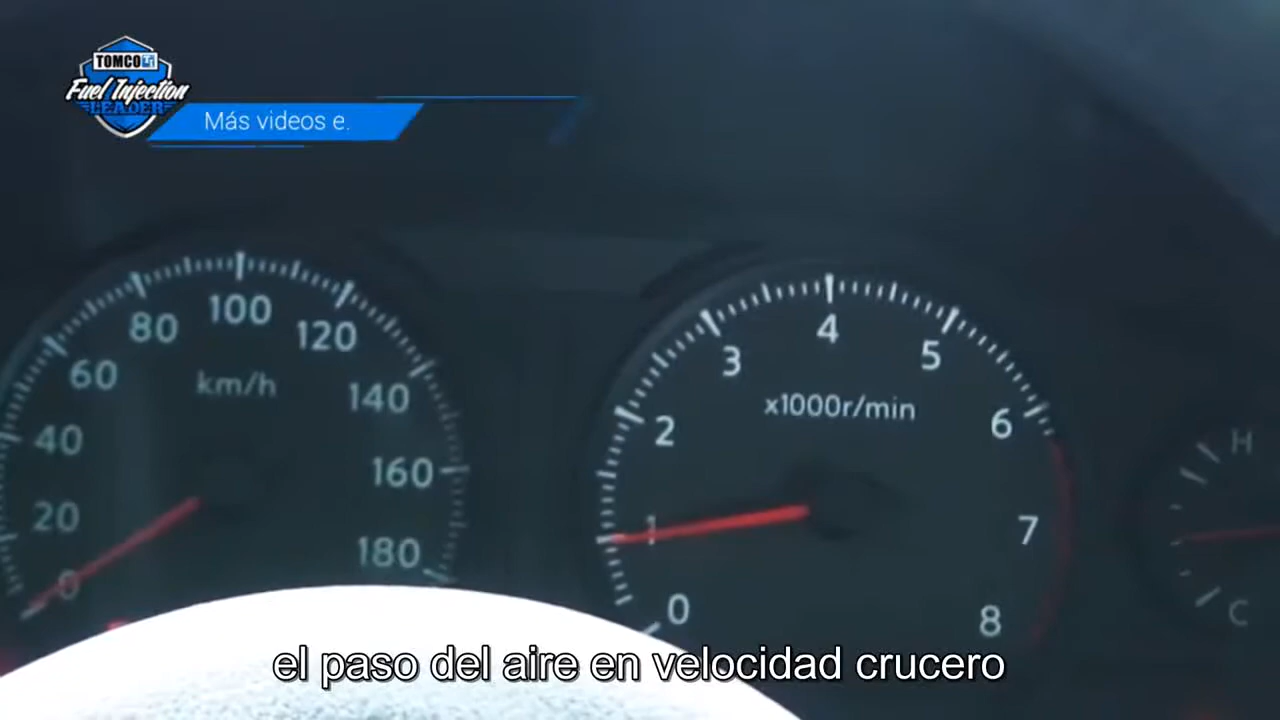 TOMCO
Fuel Injection
LEADER
Más videos e.
0
20
40
60
80
100
120
140
160
180
km/h
0
1
2
3
4
5
6
7
8
x1000r/min
H
C
el paso del aire en velocidad crucero